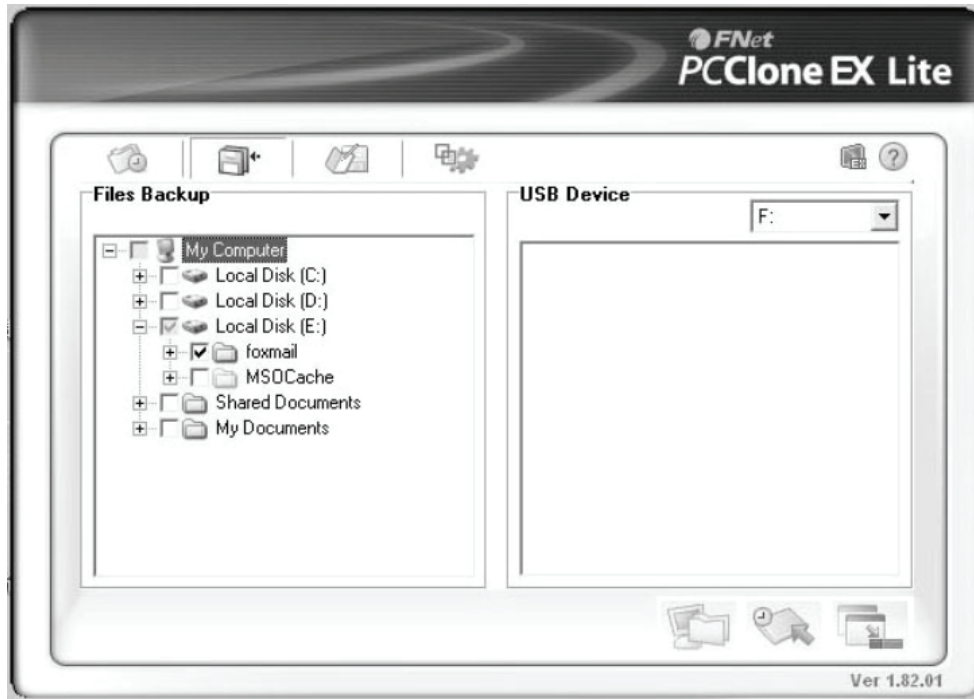 FNet
PCClone EX Lite
EX
?
Files Backup
USB Device
F:
My Computer
Local Disk (C:)
Local Disk (D:)
Local Disk (E:)
foxmail
MSOCache
Shared Documents
My Documents
Ver 1.82.01